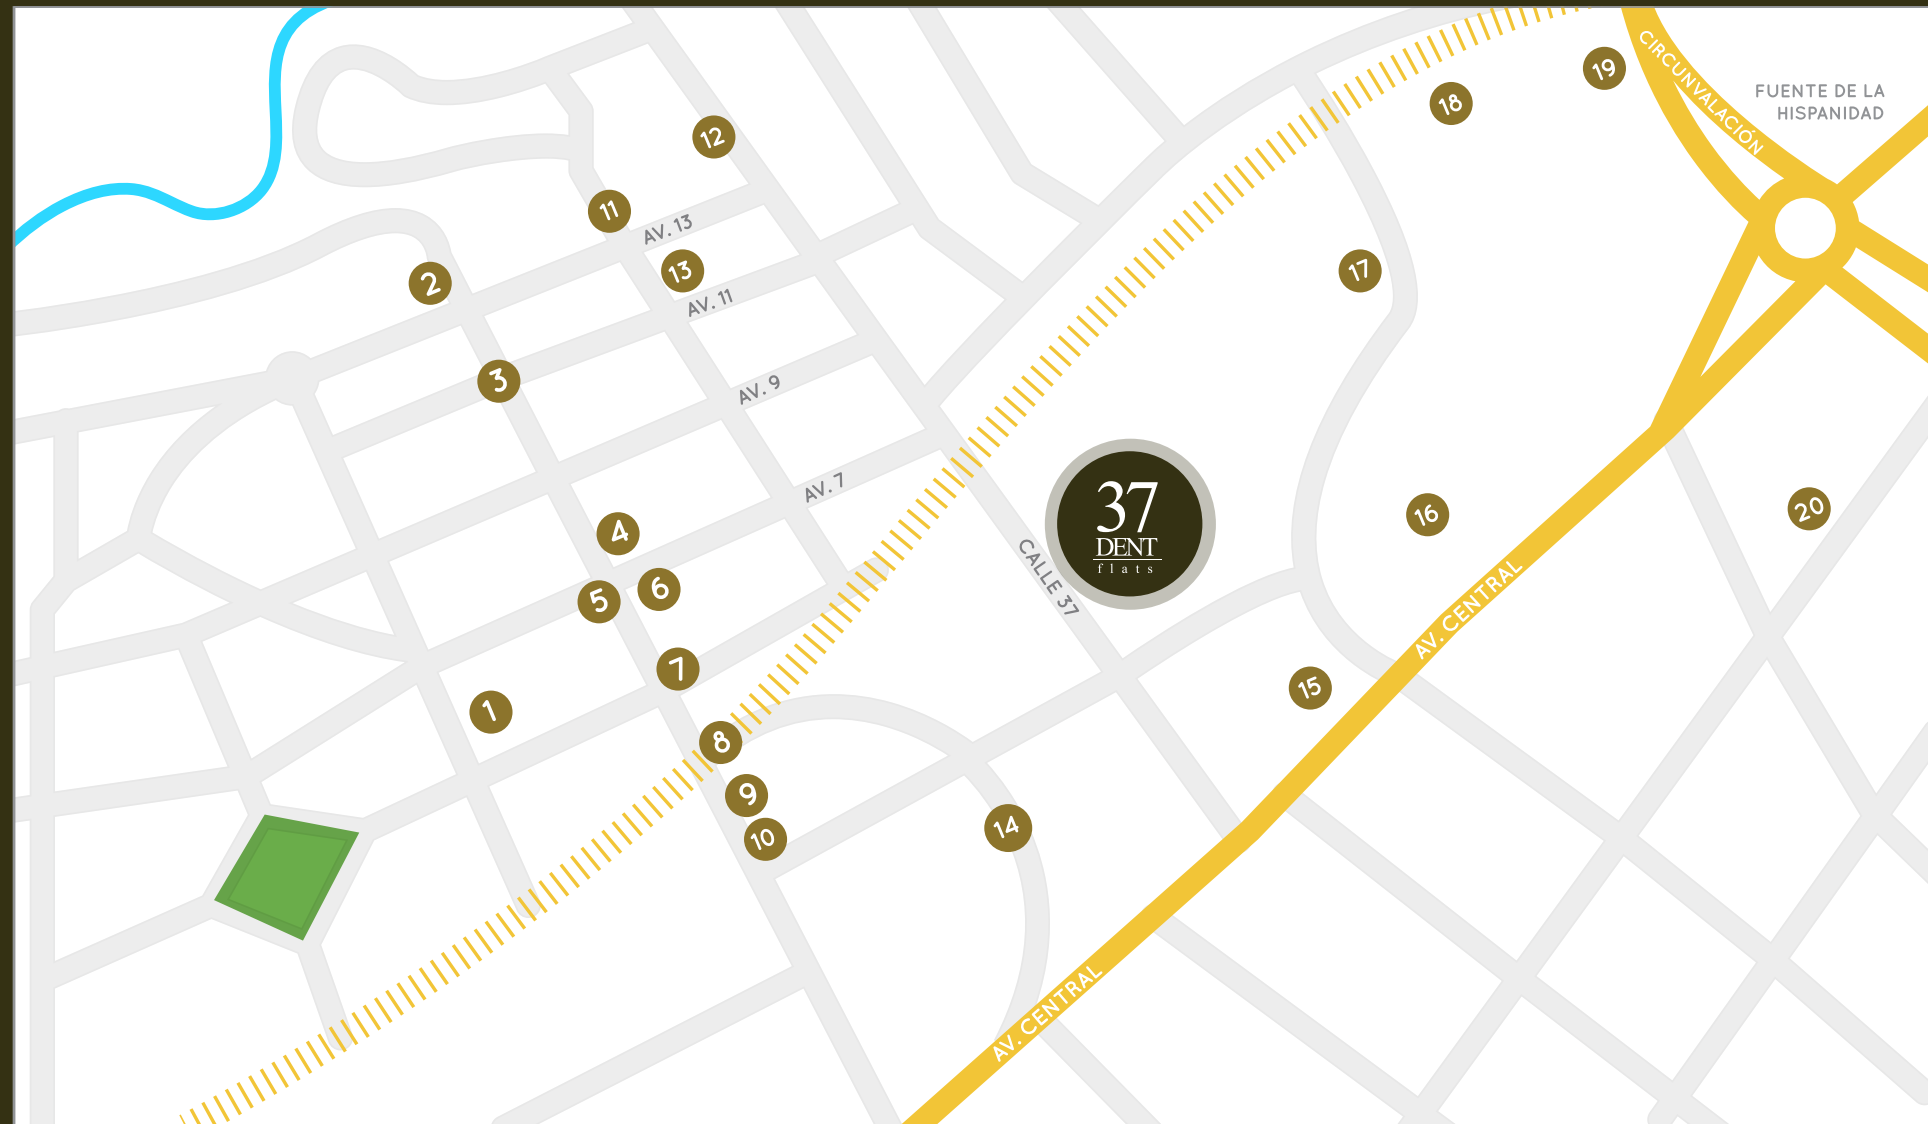 19
CIRCUNVALACIÓN
FUENTE DE LA
HISPANIDAD
18
12
11
AV. 13
13
AV. 11
2
17
3
AV. 9
AV. 7
37
DENT
flats
16
20
4
CALLE 37
5
6
AV. CENTRAL
7
15
1
8
9
10
14
AV. CENTRAL